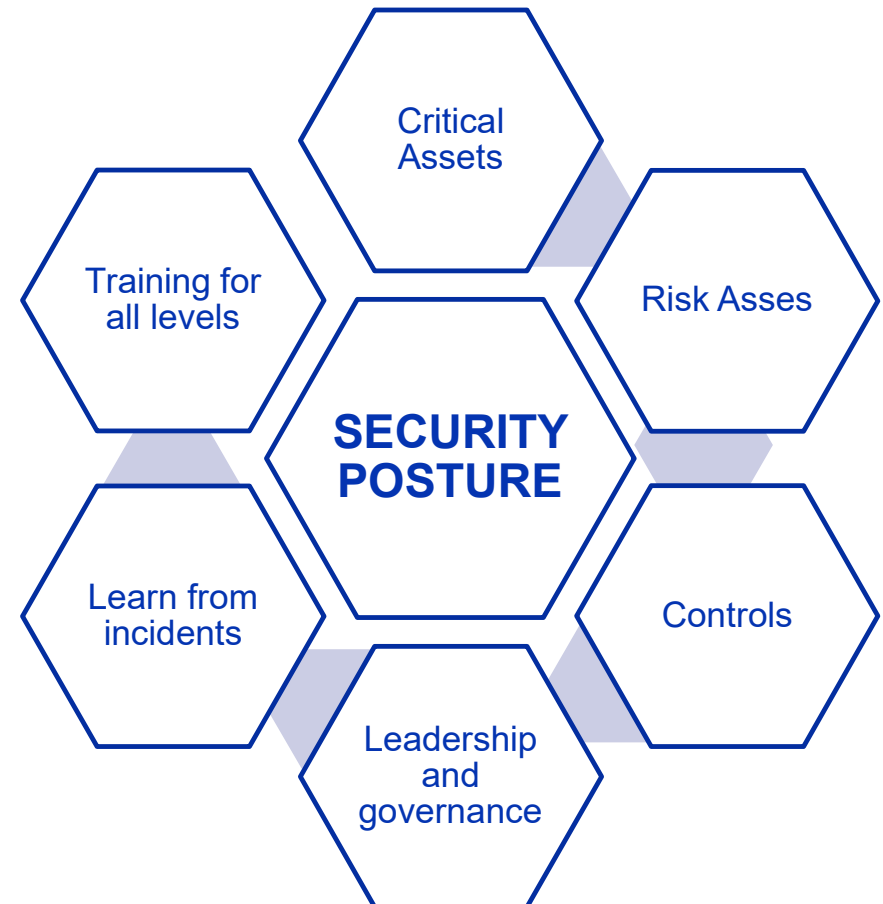 Critical
Assets
Training for
all levels
Risk Asses
SECURITY
POSTURE
Learn from
incidents
Controls
Leadership
and
governance